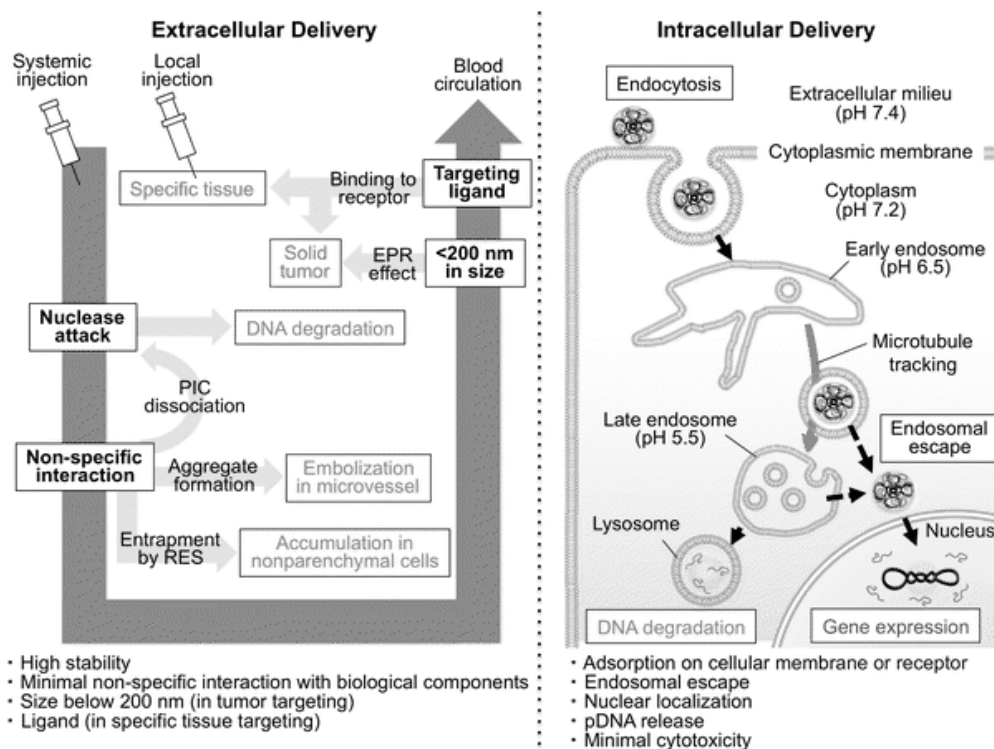 Extracellular Delivery
Systemic
injection
Local
injection
Blood
circulation
Specific tissue
Binding to
receptor
Targeting
ligand
Solid
tumor
EPR
effect
<200 nm
in size
Nuclease
attack
DNA degradation
PIC
dissociation
Non-specific
interaction
Aggregate
formation
Embolization
in microvessel
Entrapment
by RES
Accumulation in
nonparenchymal cells
· High stability
· Minimal non-specific interaction with biological components
· Size below 200 nm (in tumor targeting)
· Ligand (in specific tissue targeting)
Intracellular Delivery
Endocytosis
Extracellular milieu
(pH 7.4)
Cytoplasmic membrane
Cytoplasm
(pH 7.2)
Early endosome
(pH 6.5)
Microtubule
tracking
Late endosome
(pH 5.5)
Endosomal
escape
Lysosome
Nucleus
DNA degradation
Gene expression
· Adsorption on cellular membrane or receptor
· Endosomal escape
· Nuclear localization
· pDNA release
· Minimal cytotoxicity